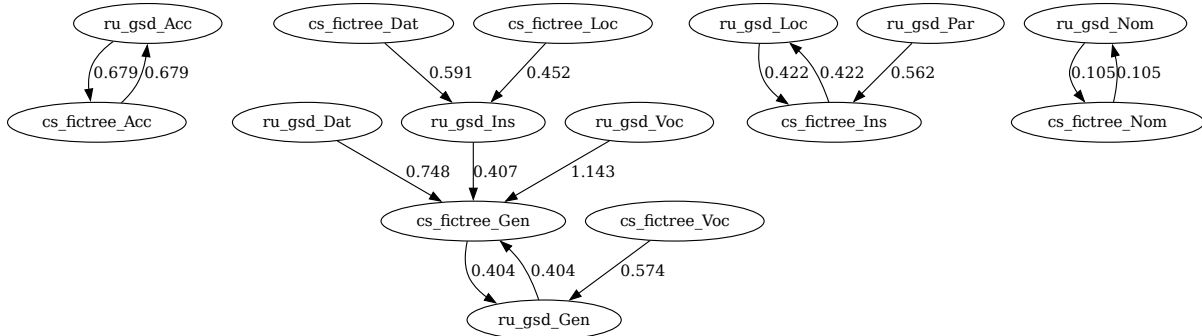 ru_gsd_Acc
cs_fictree_Dat
cs_fictree_Loc
ru_gsd_Loc
ru_gsd_Par
ru_gsd_Nom
0.679
0.679
0.591
0.452
0.422
0.422
0.562
0.105
0.105
cs_fictree_Acc
ru_gsd_Dat
ru_gsd_Ins
ru_gsd_Voc
cs_fictree_Ins
cs_fictree_Nom
0.748
0.407
1.143
cs_fictree_Gen
cs_fictree_Voc
0.404
0.404
0.574
ru_gsd_Gen